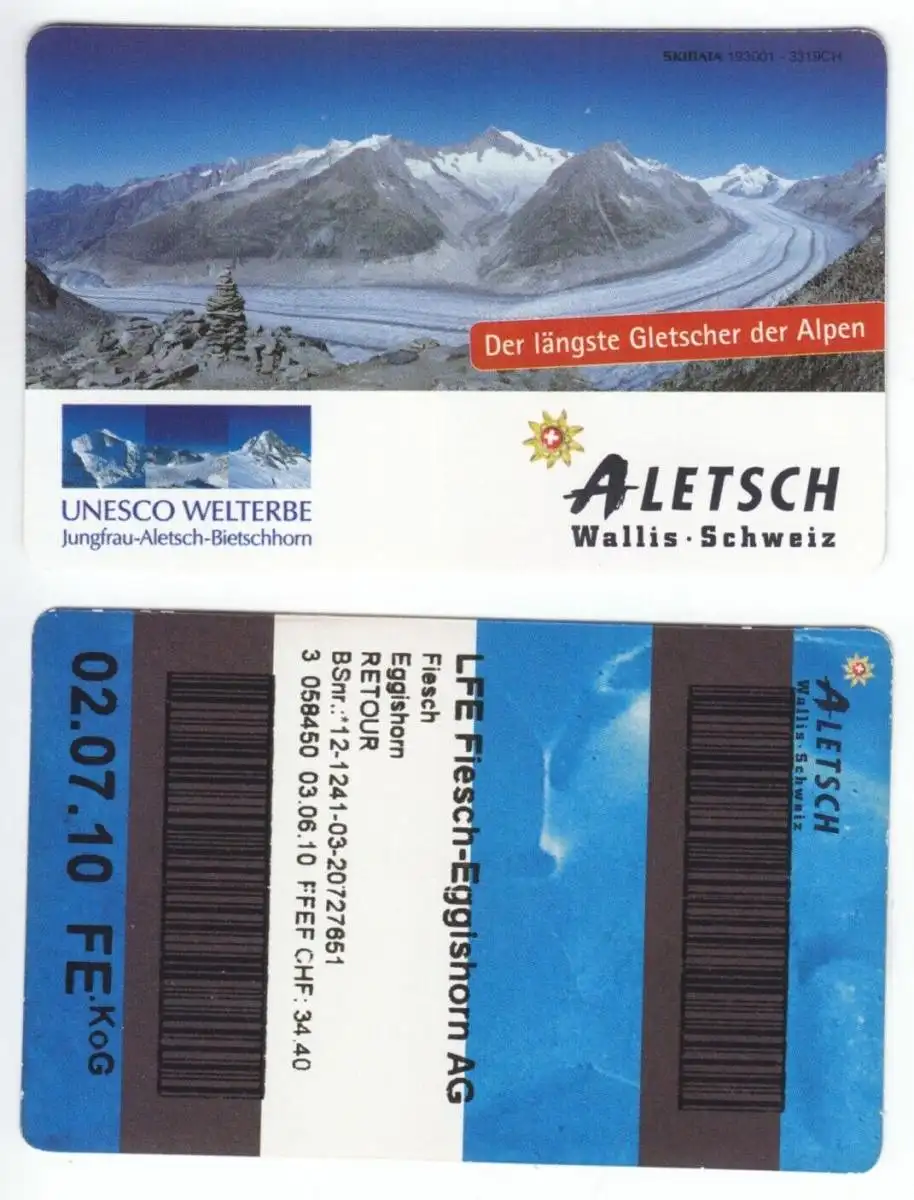 SKIDATA 193001 - 3319CH
Der längste Gletscher der Alpen
UNESCO WELTERBE
Jungfrau-Aletsch-Bietschhorn
ALETSCH
Wallis · Schweiz
ALETSCH
Wallis · Schweiz
LFE Fiesch-Eggishorn AG
Fiesch
Eggishorn
RETOUR
BSnr.:*12-1241-03-20727651
3 058450 03.06.10 FFEF CHF: 34.40
02.07.10 FE.KoG